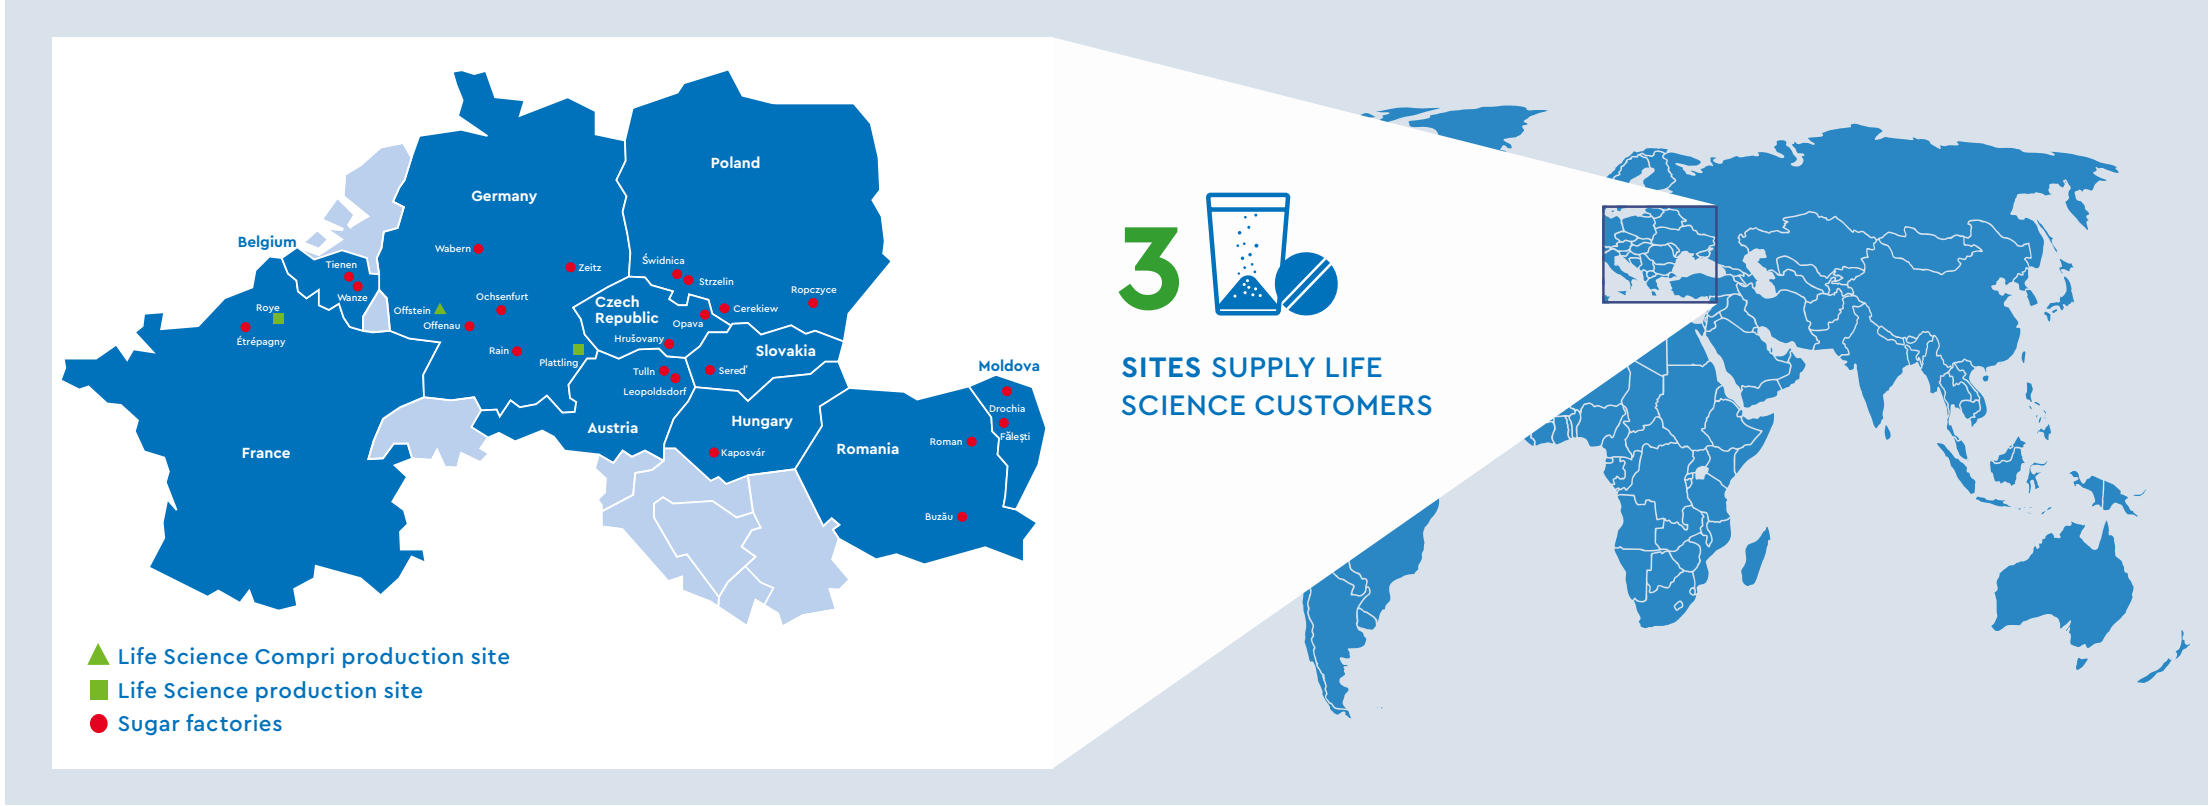 Poland
Germany
Belgium
Wabern
Świdnica
Tienen
Zeitz
Strzelin
Ropczyce
Wanze
Ochsenfurt
Czech
Republic
Roye
Offstein
Cerekiew
Opava
Offenau
Étrépagny
Hrušovany
Rain
Slovakia
Plattling
Moldova
Tulln
Sered'
Leopoldsdorf
Drochia
Hungary
Austria
Fălești
Roman
Romania
France
Kaposvár
Buzău
Life Science Compri production site
Life Science production site
Sugar factories
3
SITES SUPPLY LIFE
SCIENCE CUSTOMERS